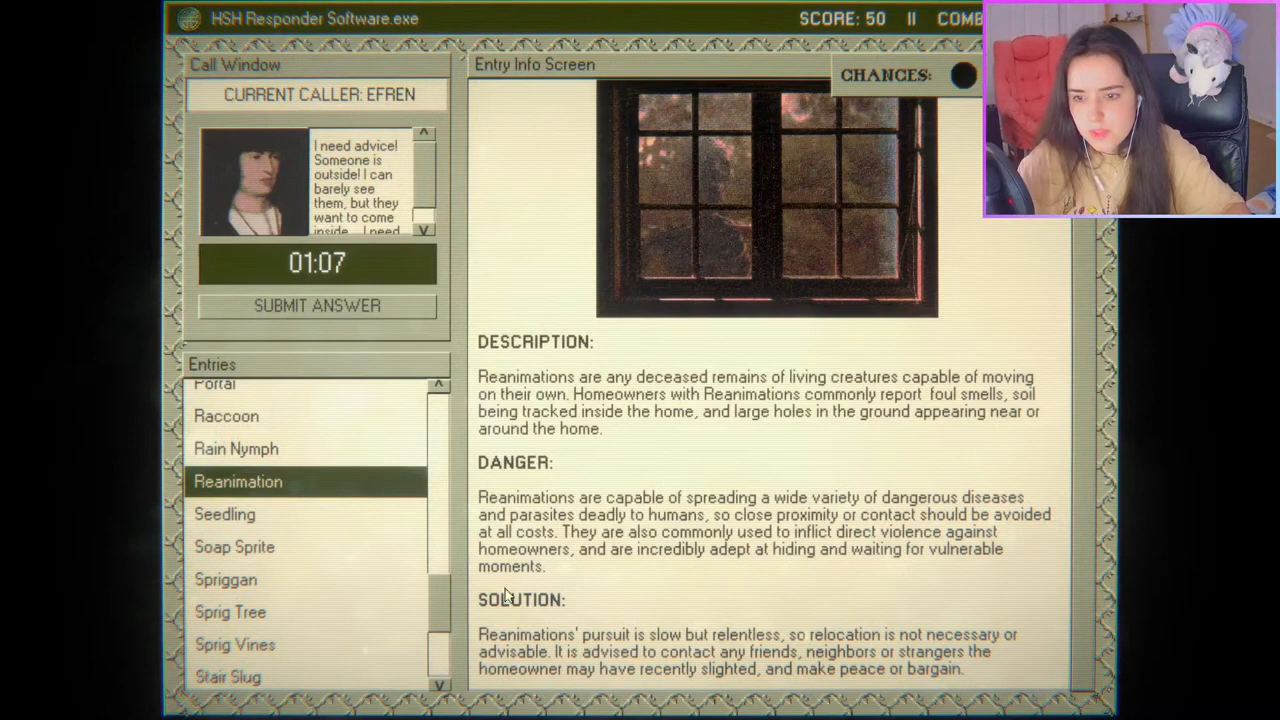 HSH Responder Software.exe
SCORE: 50 II COMB
Call Window
Entry Info Screen
CHANCES:
CURRENT CALLER: EFREN
I need advice!
Someone is
outside! I can
barely see
them, but they
want to come
inside... I need
01:07
SUBMIT ANSWER
Entries
Portal
Raccoon
Rain Nymph
Reanimation
Seedling
Soap Sprite
Spriggan
Sprig Tree
Sprig Vines
Stair Slug
DESCRIPTION:
Reanimations are any deceased remains of living creatures capable of moving
on their own. Homeowners with Reanimations commonly report foul smells, soil
being tracked inside the home, and large holes in the ground appearing near or
around the home.
DANGER:
Reanimations are capable of spreading a wide variety of dangerous diseases
and parasites deadly to humans, so close proximity or contact should be avoided
at all costs. They are also commonly used to inflict direct violence against
homeowners, and are incredibly adept at hiding and waiting for vulnerable
moments.
SOLUTION:
Reanimations' pursuit is slow but relentless, so relocation is not necessary or
advisable. It is advised to contact any friends, neighbors or strangers the
homeowner may have recently slighted, and make peace or bargain.